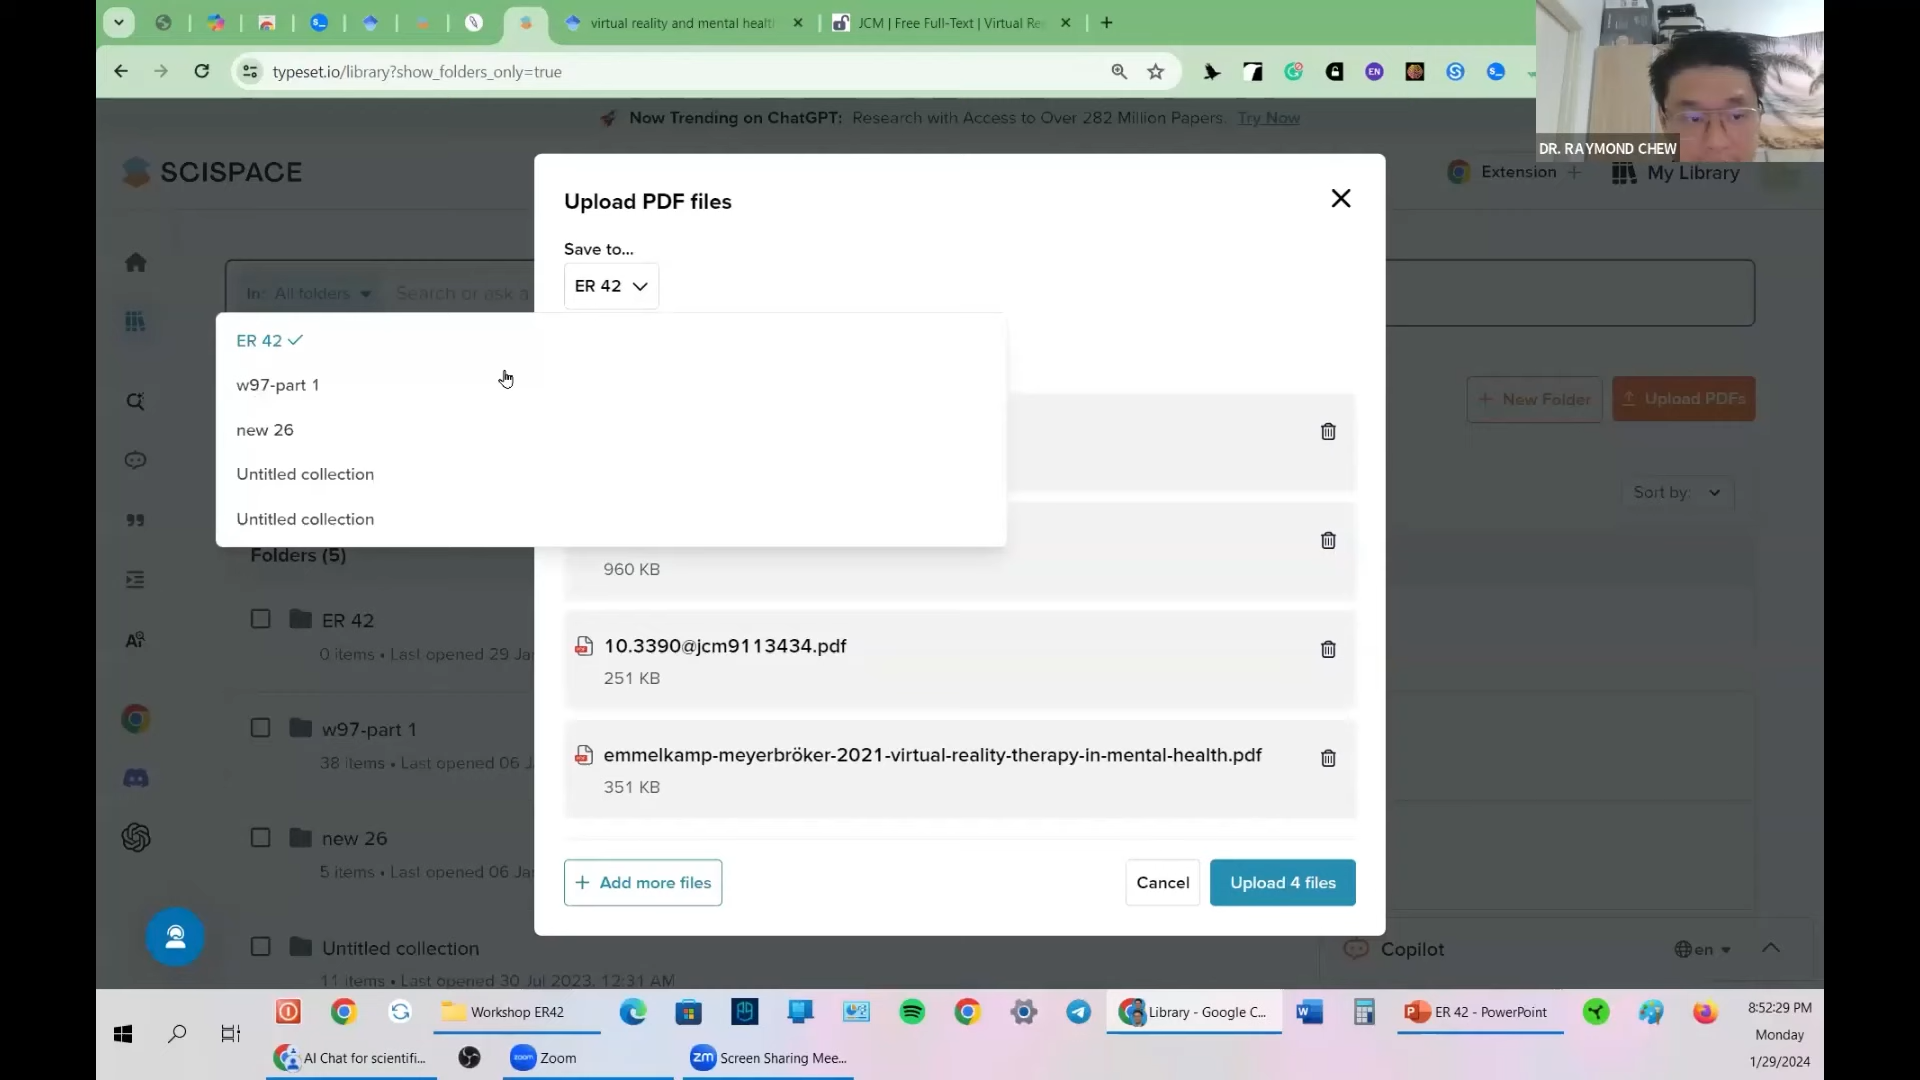 virtual reality and mental healt
JCM | Free Full-Text | Virtual Re
typeset.io/library?show_folders_only=true
EN
Now Trending on ChatGPT: Research with Access to Over 282 Million Papers. Try Now
DR. RAYMOND CHEW
SCISPACE
Extension +
My Library
Upload PDF files
Save to...
ER 42
In: All folders
Search or ask a
ER 42
w97-part 1
new 26
Untitled collection
Untitled collection
+ New Folder
Upload PDFs
Sort by:
Folders (5)
960 KB
ER 42
0 items • Last opened 29 Ja
10.3390@jcm9113434.pdf
251 KB
w97-part 1
38 items • Last opened 06 J
emmelkamp-meyerbröker-2021-virtual-reality-therapy-in-mental-health.pdf
351 KB
new 26
5 items • Last opened 06 Jan
+ Add more files
Cancel
Upload 4 files
Untitled collection
11 items • Last opened 30 Jul 2023, 12:31 AM
Copilot
en
Workshop ER42
Library - Google C...
ER 42 - PowerPoint
8:52:29 PM
Monday
1/29/2024
AI Chat for scientifi...
zoom
Zoom
zm
Screen Sharing Mee...